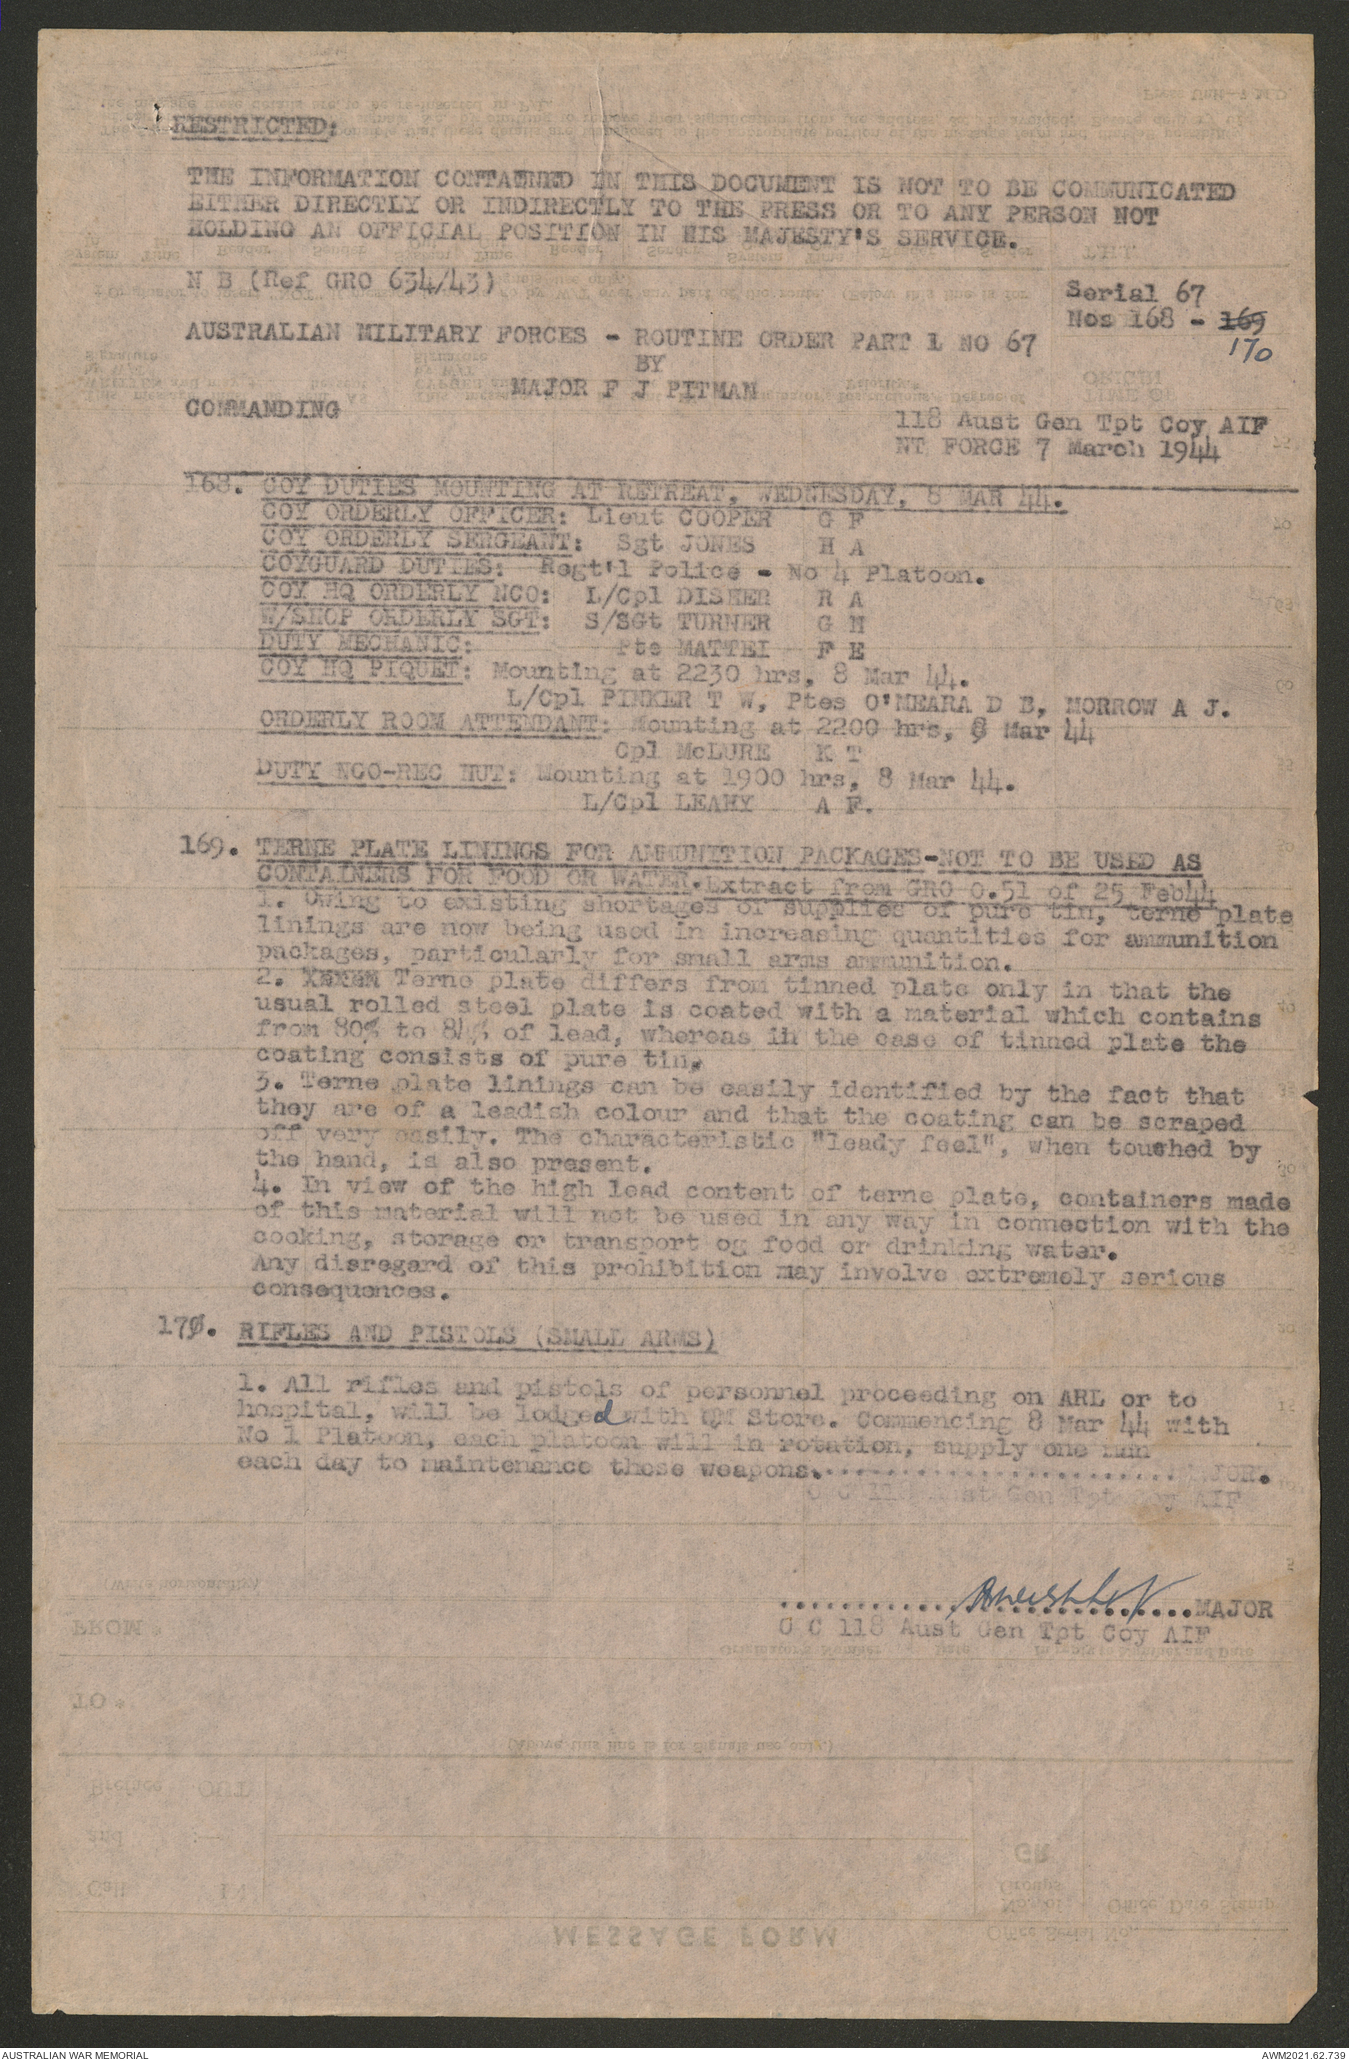 RESTRICTED:
THE INFORMATION CONTAINED IN THIS DOCUMENT IS NOT TO BE COMMUNICATED
EITHER DIRECTLY OR INDIRECTLY TO THE PRESS OR TO ANY PERSON NOT
HOLDING AN OFFICIAL POSITION IN HIS MAJESTY'S SERVICE.
N B (Ref GRO 634/43)
Serial 67
Nos 168 - 169
170
AUSTRALIAN MILITARY FORCES - ROUTINE ORDER PART 1 NO 67
BY
MAJOR F J PITMAN
COMMANDING
118 Aust Gen Tpt Coy AIF
NT FORCE 7 March 1944
168. COY DUTIES MOUNTING AT RETREAT, WEDNESDAY, 8 MAR 44.
COY ORDERLY OFFICER: Lieut COOPER G F
COY ORDERLY SERGEANT: Sgt JONES H A
COYGUARD DUTIES: Regt'l Police - No 4 Platoon.
COY HQ ORDERLY NCO: L/Cpl DISHER R A
W/SHOP ORDERLY SGT: S/SGt TURNER G H
DUTY MECHANIC: Pte MATTEI F E
COY HQ PIQUET: Mounting at 2230 hrs, 8 Mar 44.
L/Cpl PINKER T W, Ptes O'MEARA D B, MORROW A J.
ORDERLY ROOM ATTENDANT: Mounting at 2200 hrs, 8 Mar 44
Cpl McLURE K T
DUTY NCO-REC HUT: Mounting at 1900 hrs, 8 Mar 44.
L/Cpl LEAHY A F.
169. TERNE PLATE LININGS FOR AMMUNITION PACKAGES-NOT TO BE USED AS
CONTAINERS FOR FOOD OR WATER.Extract from GRO 0.51 of 25 Feb44
1. Owing to existing shortages of supplies of pure tin, terne plate
linings are now being used in increasing quantities for ammunition
packages, particularly for small arms ammunition.
2. Terne plate differs from tinned plate only in that the
usual rolled steel plate is coated with a material which contains
from 80% to 84% of lead, whereas in the case of tinned plate the
coating consists of pure tin.
3. Terne plate linings can be easily identified by the fact that
they are of a leadish colour and that the coating can be scraped
off very easily. The characteristic "leady feel", when touched by
the hand, is also present.
4. In view of the high lead content of terne plate, containers made
of this material will not be used in any way in connection with the
cooking, storage or transport og food or drinking water.
Any disregard of this prohibition may involve extremely serious
consequences.
170. RIFLES AND PISTOLS (SMALL ARMS)
1. All rifles and pistols of personnel proceeding on ARL or to
hospital, will be lodged with QM Store. Commencing 8 Mar 44 with
No 1 Platoon, each platoon will in rotation, supply one man
each day to maintenance those weapons............................MAJOR.
O C 118 Aust Gen Tpt Coy AIF
..............................MAJOR
O C 118 Aust Gen Tpt Coy AIF
MESSAGE FORM
AUSTRALIAN WAR MEMORIAL
AWM2021.62.739